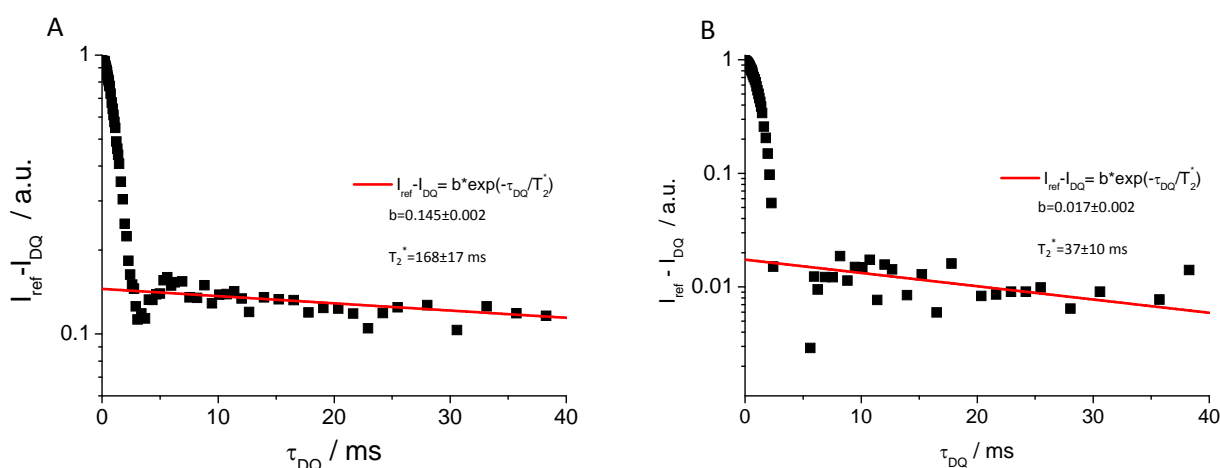 A
I_ref-I_DQ / a.u.
1
0.1
I_ref-I_DQ= b*exp(-τ_DQ/T_2^*)
b=0.145±0.002
T_2^*=168±17 ms
0 10 20 30 40
τ_DQ / ms
B
I_ref - I_DQ / a.u.
1
0.1
0.01
I_ref-I_DQ= b*exp(-τ_DQ/T_2^*)
b=0.017±0.002
T_2^*=37±10 ms
0 10 20 30 40
τ_DQ / ms